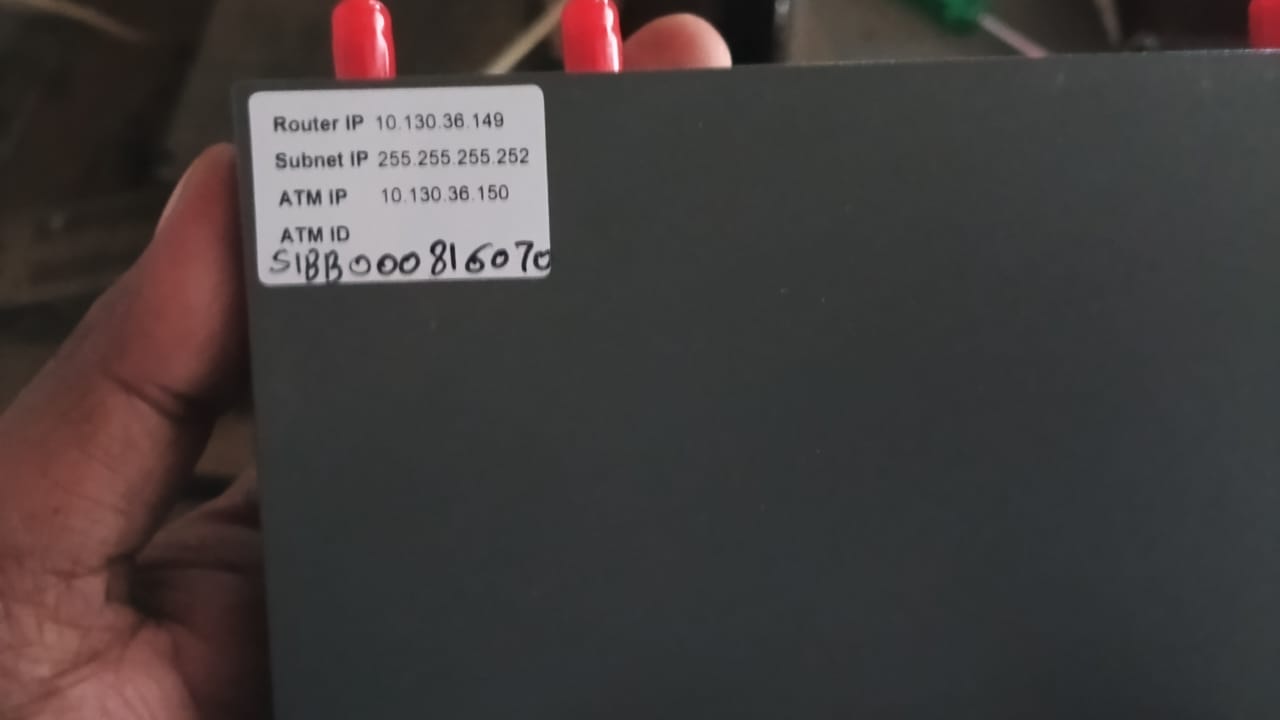 Router IP 10.130.36.149
Subnet IP 255.255.255.252
ATM IP 10.130.36.150
ATM ID
SIBB000816070